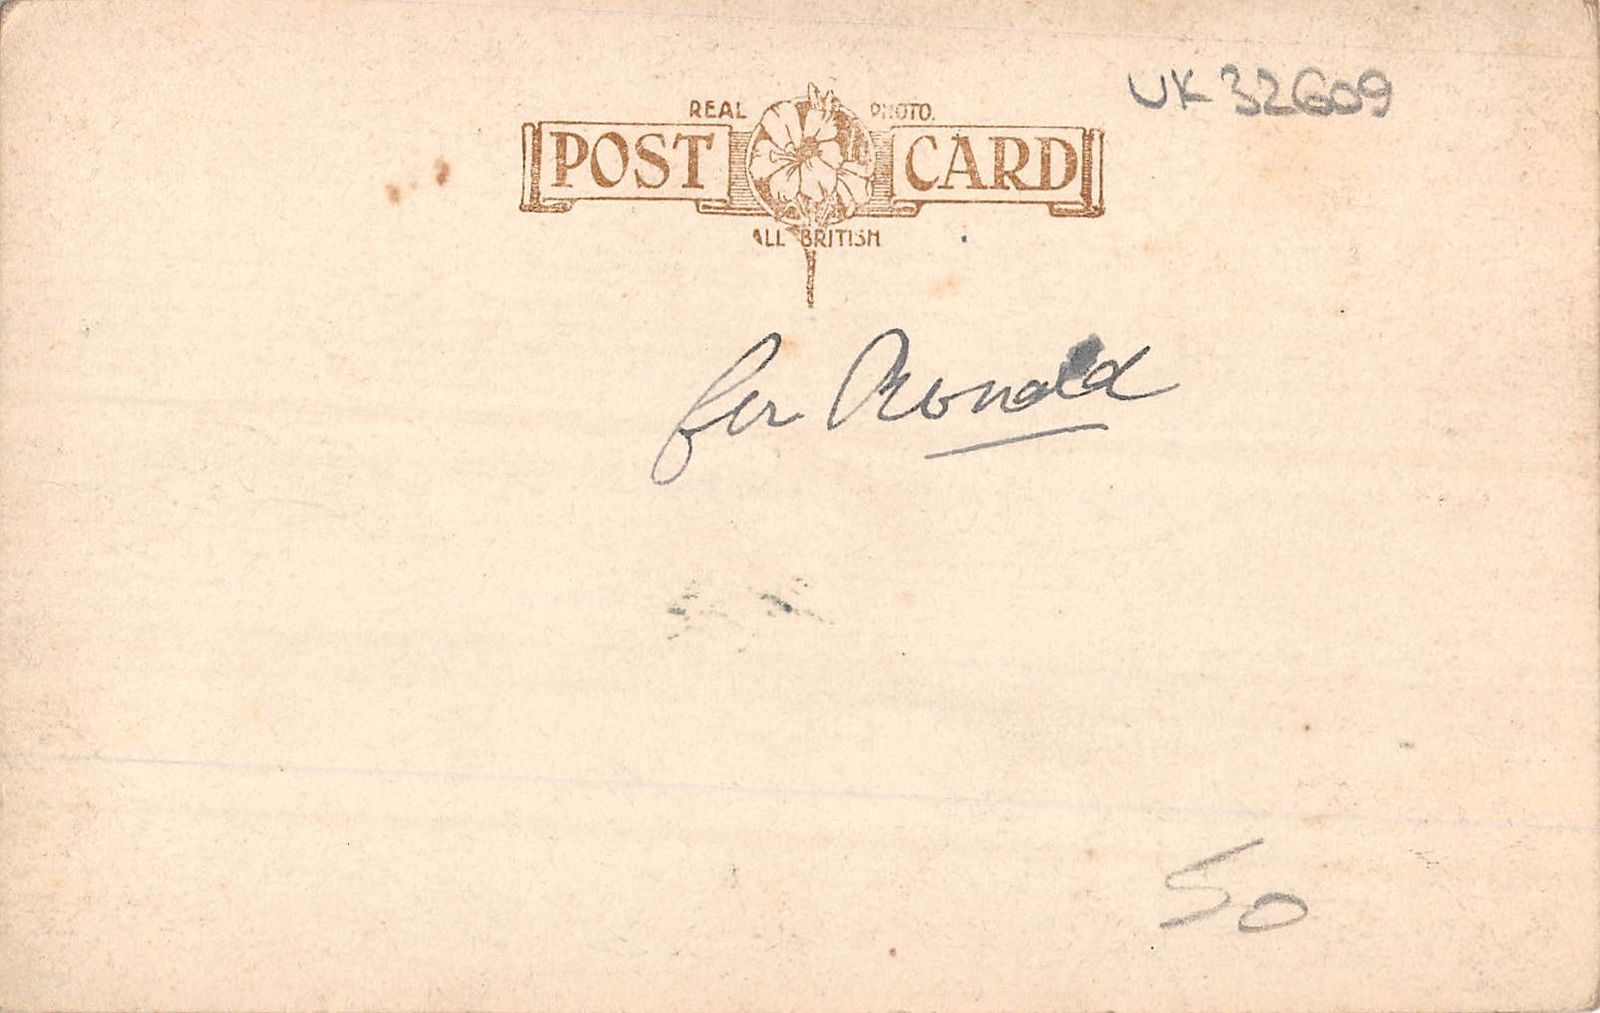 UK 32609
REAL PHOTO.
POST CARD
ALL BRITISH
for Ronald
50